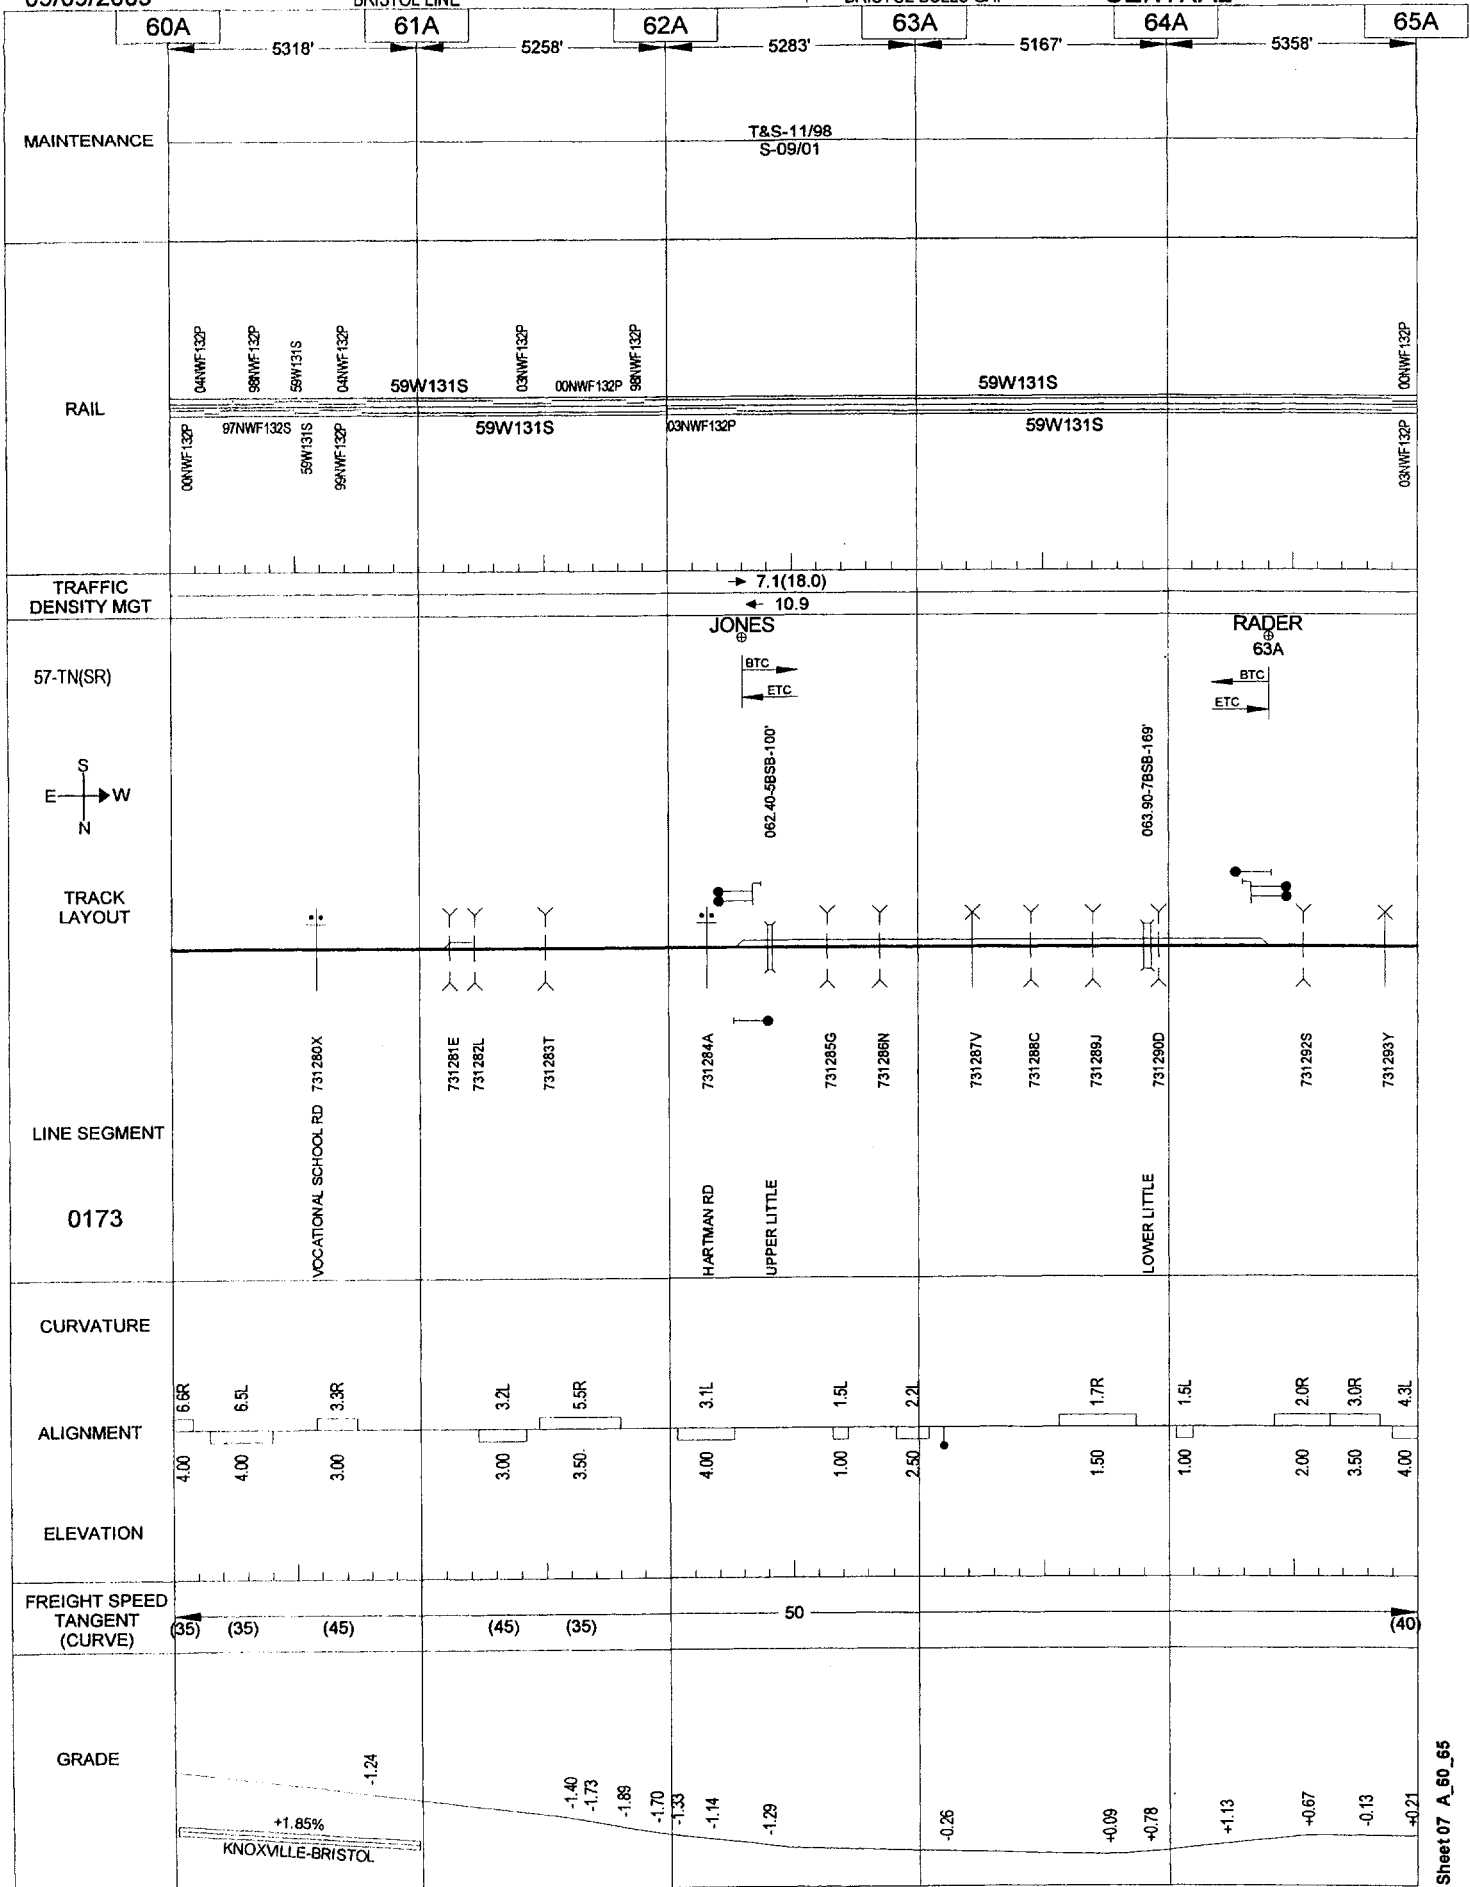 BRISTOL LINE
60A 61A 62A 63A 64A 65A
5318' 5258' 5283' 5167' 5358'
MAINTENANCE
T&S-11/98
S-09/01
04NWF132P 98NWF132P 59W131S 04NWF132P 59W131S 03NWF132P 00NWF132P 98NWF132P 59W131S 00NWF132P
RAIL
00NWF132P 97NWF132S 59W131S 99NWF132P 59W131S 03NWF132P 59W131S 03NWF132P
TRAFFIC
DENSITY MGT
7.1(18.0)
10.9
JONES RADER
63A
57-TN(SR)
BTC BTC
ETC ETC
S
E W
N
062.40-5BSB-100' 063.90-7BSB-169'
TRACK
LAYOUT
731280X 731281E 731282L 731283T 731284A 731285G 731286N 731287V 731288C 731289J 731290D 731292S 731293Y
LINE SEGMENT
0173
VOCATIONAL SCHOOL RD HARTMAN RD UPPER LITTLE LOWER LITTLE
CURVATURE
6.6R 6.5L 3.3R 3.2L 5.5R 3.1L 1.5L 2.2L 1.7R 1.5L 2.0R 3.0R 4.3L
ALIGNMENT
4.00 4.00 3.00 3.00 3.50 4.00 1.00 2.50 1.50 1.00 2.00 3.50 4.00
ELEVATION
FREIGHT SPEED
TANGENT
(CURVE)
50
(35) (35) (45) (45) (35) (40)
GRADE
-1.24 -1.40 -1.73 -1.89 -1.70 -1.33 -1.14 -1.29 -0.26 +0.09 +0.78 +1.13 +0.67 -0.13 +0.21
+1.85%
KNOXVILLE-BRISTOL
Sheet 07 A_60_65